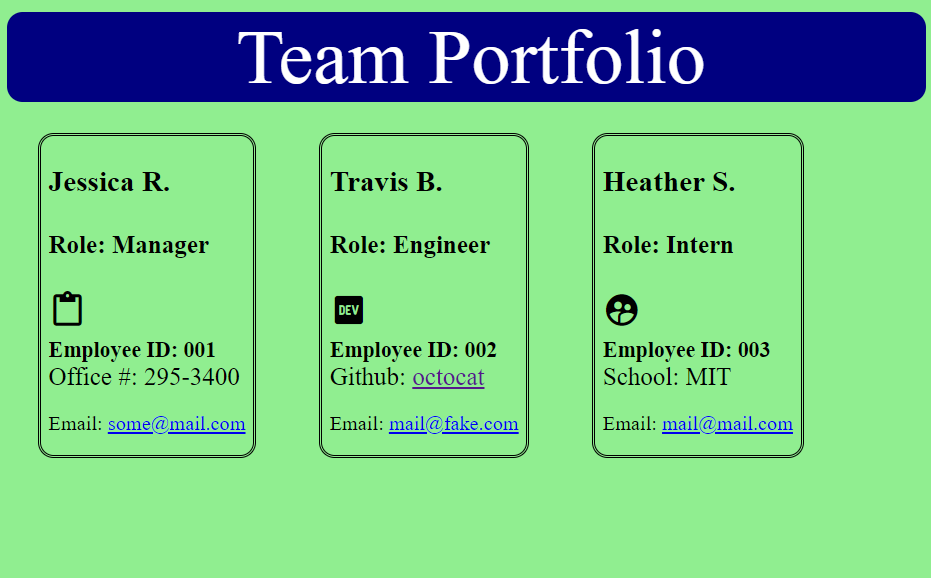 Team Portfolio
Jessica R.
Role: Manager
Employee ID: 001
Office #: 295-3400
Email: some@mail.com
Travis B.
Role: Engineer
DEV
Employee ID: 002
Github: octocat
Email: mail@fake.com
Heather S.
Role: Intern
Employee ID: 003
School: MIT
Email: mail@mail.com